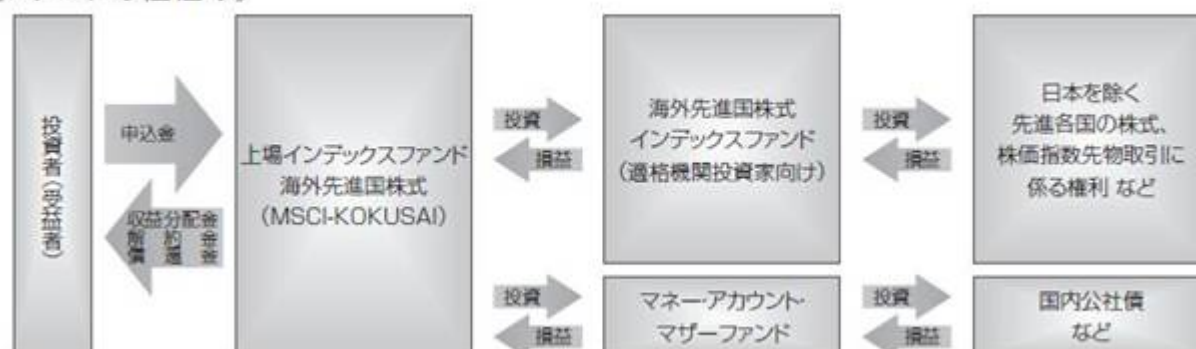 投資者(受益者)
申込金
収益分配金
解約金
償還金
上場インデックスファンド
海外先進国株式
(MSCI-KOKUSAI)
投資
損益
海外先進国株式
インデックスファンド
(適格機関投資家向け)
投資
損益
日本を除く
先進各国の株式、
株価指数先物取引に
係る権利 など
投資
損益
マネー・アカウント・
マザーファンド
投資
損益
国内公社債
など